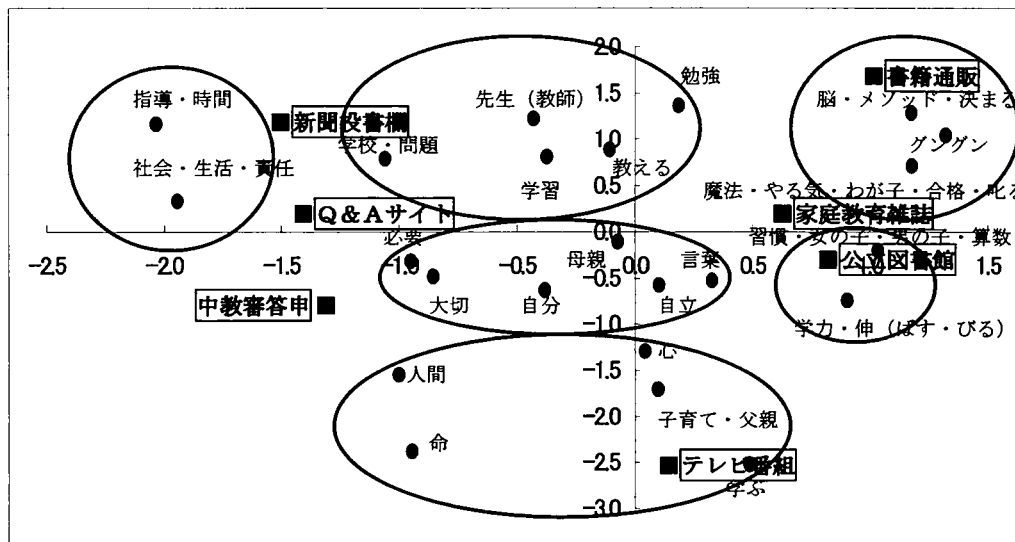 2.0
書籍通販
指導・時間
先生（教師）
勉強
1.5
脳・メソッド・決まる
新聞投書欄
学校・問題
1.0
グングン
社会・生活・責任
学習
教える
0.5
魔法・やる気・わが子・合格・叱る
Ｑ＆Ａサイト
家庭教育雑誌
必要
0.0
習慣・女の子・男の子・算数
-2.5
-2.0
-1.5
-1.0
-0.5
母親
0.0
言葉
0.5
1.0
1.5
公立図書館
-0.5
中教審答申
大切
自分
自立
-1.0
学力・伸（ばす・びる）
心
人間
-1.5
子育て・父親
-2.0
命
-2.5
テレビ番組
学ぶ
-3.0